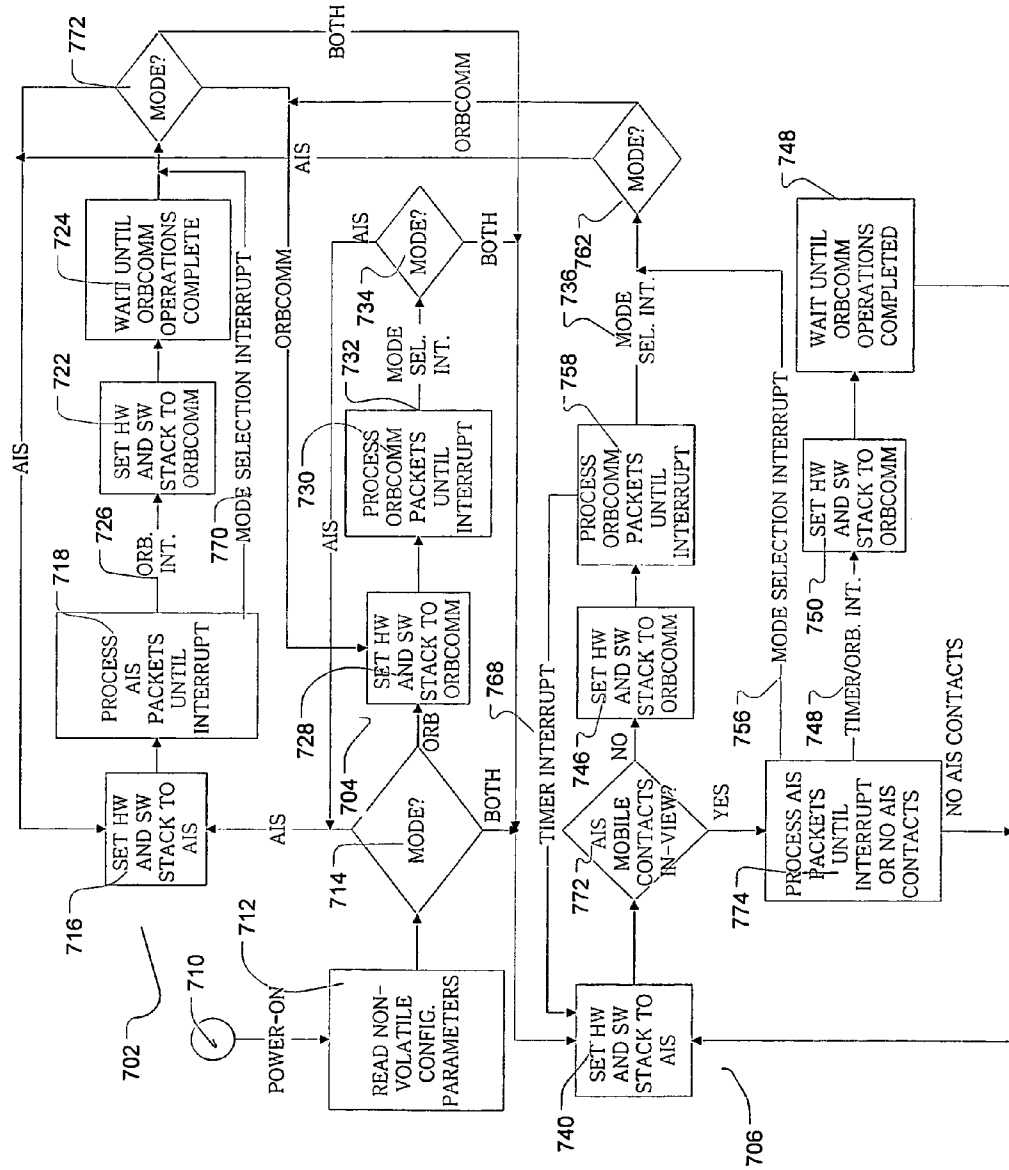 710
POWER-ON
712
READ NON-
VOLATILE
CONFIG.
PARAMETERS
702
716
SET HW
AND SW
STACK TO
AIS
AIS
718
PROCESS
AIS
PACKETS
UNTIL
INTERRUPT
726
ORB.
INT.
770
MODE SELECTION INTERRUPT
722
SET HW
AND SW
STACK TO
ORBCOMM
724
WAIT UNTIL
ORBCOMM
OPERATIONS
COMPLETE
772
MODE?
BOTH
AIS
714
MODE?
ORB
BOTH
704
728
SET HW
AND SW
STACK TO
ORBCOMM
AIS
ORBCOMM
730
PROCESS
ORBCOMM
PACKETS
UNTIL
INTERRUPT
732
MODE
SEL.
INT.
734
MODE?
AIS
BOTH
AIS
ORBCOMM
706
740
SET HW
AND SW
STACK TO
AIS
TIMER INTERRUPT
768
772
AIS
MOBILE
CONTACTS
IN-VIEW?
NO
YES
746
SET HW
AND SW
STACK TO
ORBCOMM
758
PROCESS
ORBCOMM
PACKETS
UNTIL
INTERRUPT
736
MODE
SEL. INT.
762
MODE?
774
PROCESS AIS
PACKETS
UNTIL
INTERRUPT
OR NO AIS
CONTACTS
756
MODE SELECTION INTERRUPT
748
TIMER/ORB. INT.
NO AIS CONTACTS
750
SET HW
AND SW
STACK TO
ORBCOMM
748
WAIT UNTIL
ORBCOMM
OPERATIONS
COMPLETED